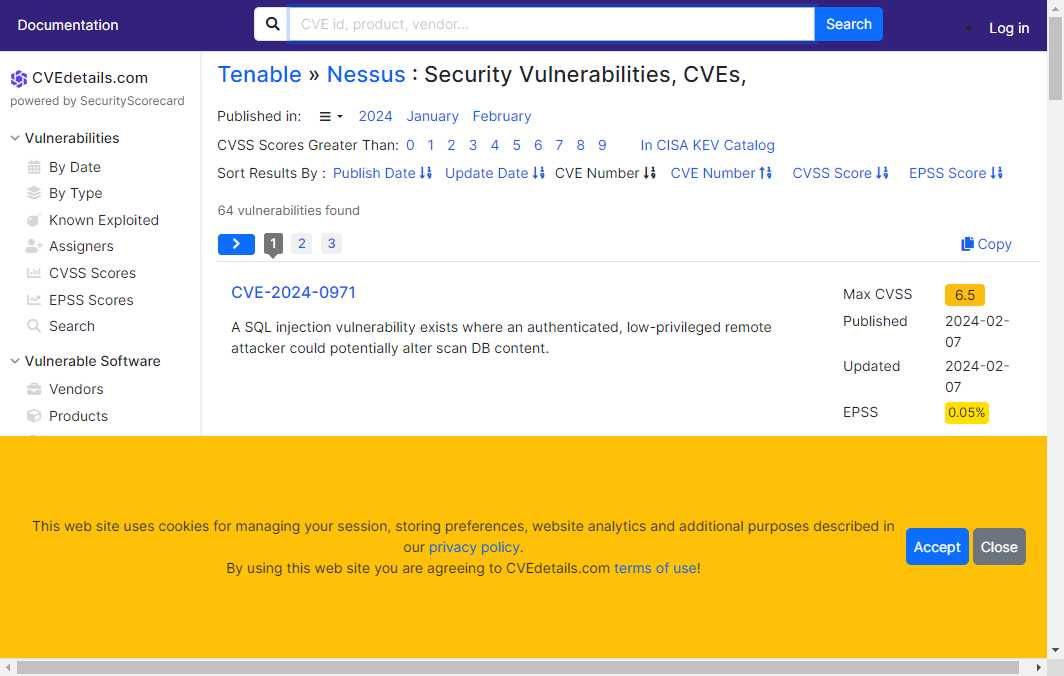 Documentation
CVE id, product, vendor...
Search
Log in
CVEdetails.com
powered by SecurityScorecard
Vulnerabilities
By Date
By Type
Known Exploited
Assigners
CVSS Scores
EPSS Scores
Search
Vulnerable Software
Vendors
Products
Tenable » Nessus : Security Vulnerabilities, CVEs,
Published in: 2024 January February
CVSS Scores Greater Than: 0 1 2 3 4 5 6 7 8 9 In CISA KEV Catalog
Sort Results By : Publish Date Update Date CVE Number CVE Number CVSS Score EPSS Score
64 vulnerabilities found
1 2 3
Copy
CVE-2024-0971
A SQL injection vulnerability exists where an authenticated, low-privileged remote
attacker could potentially alter scan DB content.
Max CVSS 6.5
Published 2024-02-
07
Updated 2024-02-
07
EPSS 0.05%
This web site uses cookies for managing your session, storing preferences, website analytics and additional purposes described in
our privacy policy.
By using this web site you are agreeing to CVEdetails.com terms of use!
Accept
Close